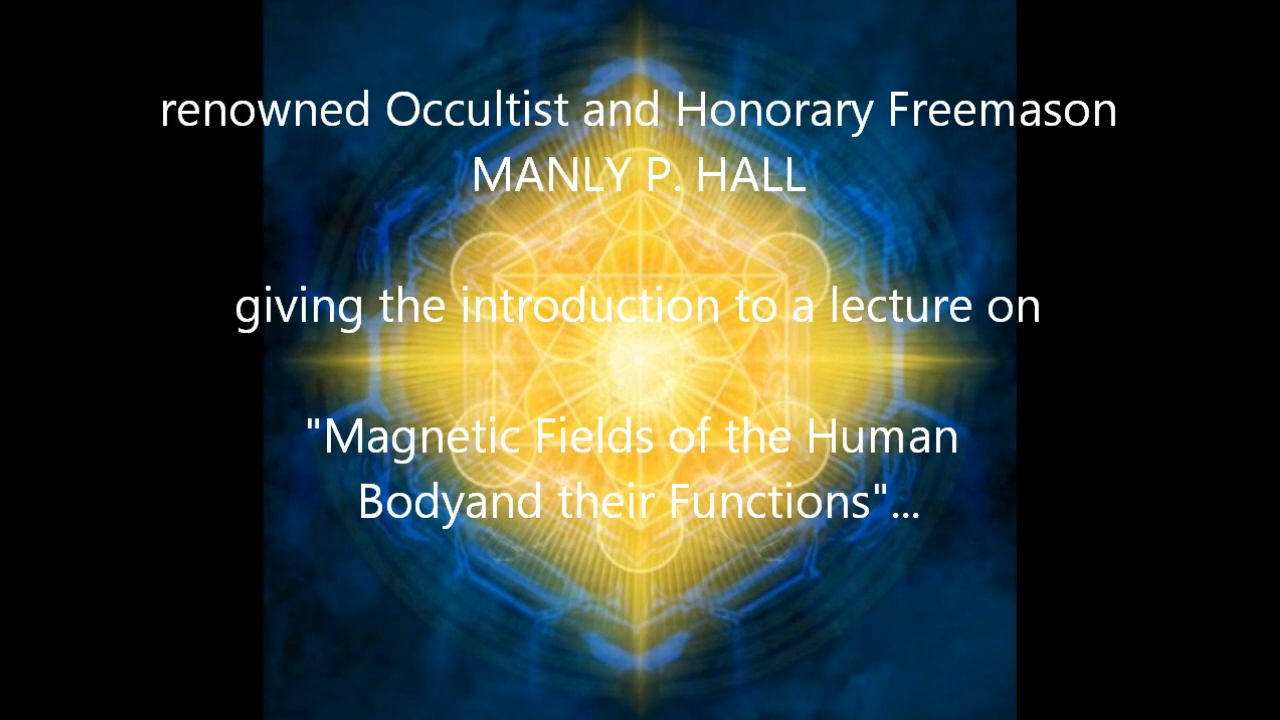 renowned Occultist and Honorary Freemason
MANLY P. HALL
giving the introduction to a lecture on
"Magnetic Fields of the Human
Bodyand their Functions"...